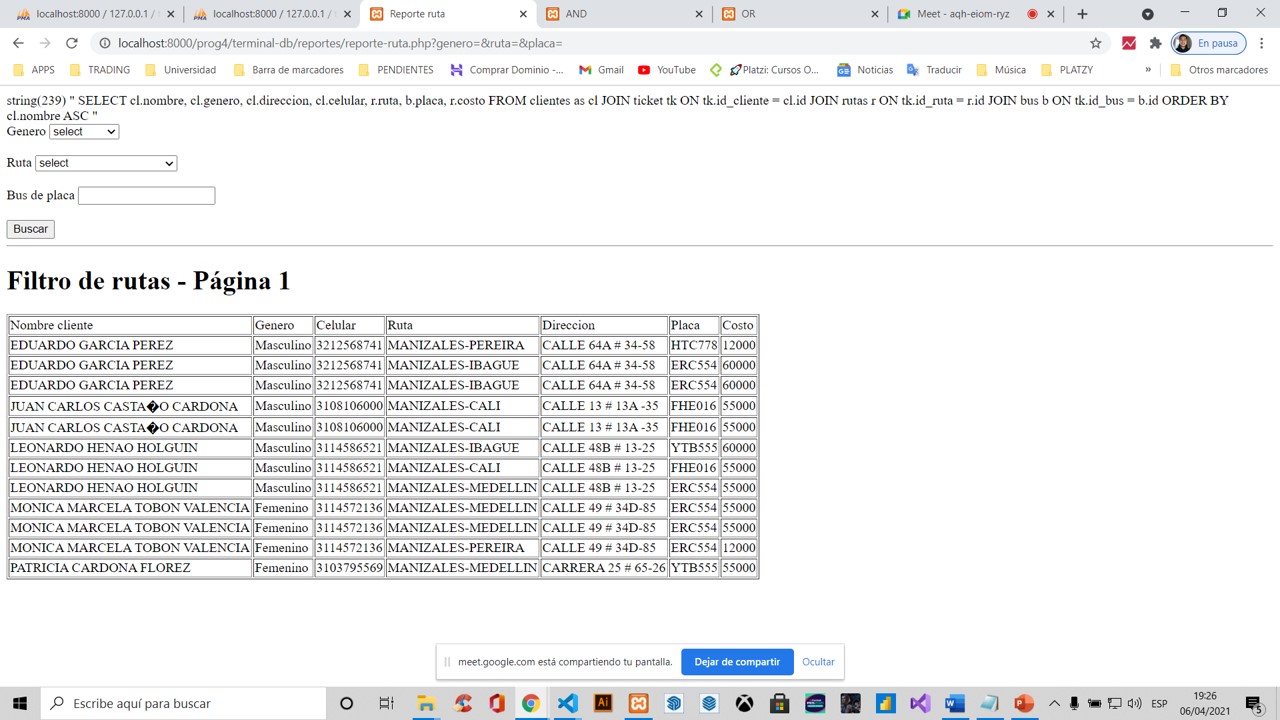 localhost:8000 / 127.0.0.1 /
localhost:8000 / 127.0.0.1 /
Reporte ruta
AND
OR
Meet - aqh-eiom-ryz
localhost:8000/prog4/terminal-db/reportes/reporte-ruta.php?genero=&ruta=&placa=
En pausa
APPS
TRADING
Universidad
Barra de marcadores
PENDIENTES
Comprar Dominio -...
Gmail
YouTube
Platzi: Cursos O...
Noticias
Traducir
Música
PLATZY
»
Otros marcadores
string(239) " SELECT cl.nombre, cl.genero, cl.direccion, cl.celular, r.ruta, b.placa, r.costo FROM clientes as cl JOIN ticket tk ON tk.id_cliente = cl.id JOIN rutas r ON tk.id_ruta = r.id JOIN bus b ON tk.id_bus = b.id ORDER BY
cl.nombre ASC "
Genero select
Ruta select
Bus de placa
Buscar
Filtro de rutas - Página 1
Nombre cliente Genero Celular Ruta Direccion Placa Costo
EDUARDO GARCIA PEREZ Masculino 3212568741 MANIZALES-PEREIRA CALLE 64A # 34-58 HTC778 12000
EDUARDO GARCIA PEREZ Masculino 3212568741 MANIZALES-IBAGUE CALLE 64A # 34-58 ERC554 60000
EDUARDO GARCIA PEREZ Masculino 3212568741 MANIZALES-IBAGUE CALLE 64A # 34-58 ERC554 60000
JUAN CARLOS CASTA�O CARDONA Masculino 3108106000 MANIZALES-CALI CALLE 13 # 13A -35 FHE016 55000
JUAN CARLOS CASTA�O CARDONA Masculino 3108106000 MANIZALES-CALI CALLE 13 # 13A -35 FHE016 55000
LEONARDO HENAO HOLGUIN Masculino 3114586521 MANIZALES-IBAGUE CALLE 48B # 13-25 YTB555 60000
LEONARDO HENAO HOLGUIN Masculino 3114586521 MANIZALES-CALI CALLE 48B # 13-25 FHE016 55000
LEONARDO HENAO HOLGUIN Masculino 3114586521 MANIZALES-MEDELLIN CALLE 48B # 13-25 ERC554 55000
MONICA MARCELA TOBON VALENCIA Femenino 3114572136 MANIZALES-MEDELLIN CALLE 49 # 34D-85 ERC554 55000
MONICA MARCELA TOBON VALENCIA Femenino 3114572136 MANIZALES-MEDELLIN CALLE 49 # 34D-85 ERC554 55000
MONICA MARCELA TOBON VALENCIA Femenino 3114572136 MANIZALES-PEREIRA CALLE 49 # 34D-85 ERC554 12000
PATRICIA CARDONA FLOREZ Femenino 3103795569 MANIZALES-MEDELLIN CARRERA 25 # 65-26 YTB555 55000
meet.google.com está compartiendo tu pantalla.
Dejar de compartir
Ocultar
Escribe aquí para buscar
ESP
19:26
06/04/2021
5